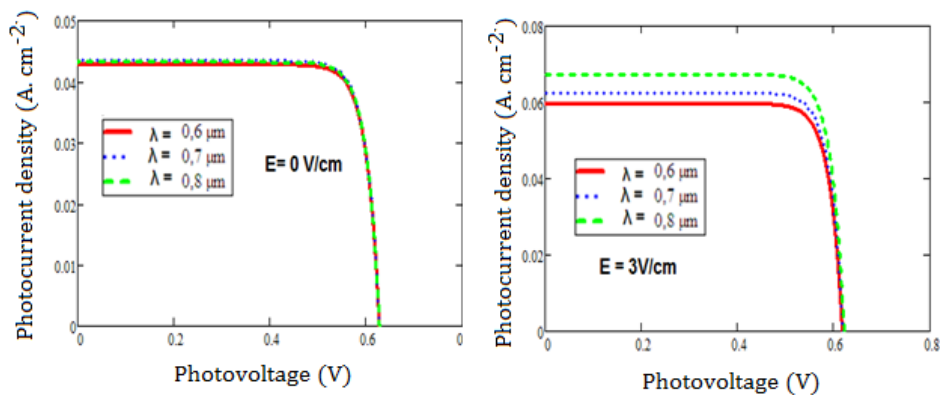 Photocurrent density (A. cm⁻²·)
0.05
0.04
0.03
0.02
0.01
0
λ = 0,6 μm
λ = 0,7 μm
λ = 0,8 μm
E= 0 V/cm
0 0.2 0.4 0.6 0
Photovoltage (V)
Photocurrent density (A. cm⁻²·)
0.08
0.06
0.04
0.02
0
λ = 0,6 μm
λ = 0,7 μm
λ = 0,8 μm
E = 3V/cm
0 0.2 0.4 0.6 0.8
Photovoltage (V)